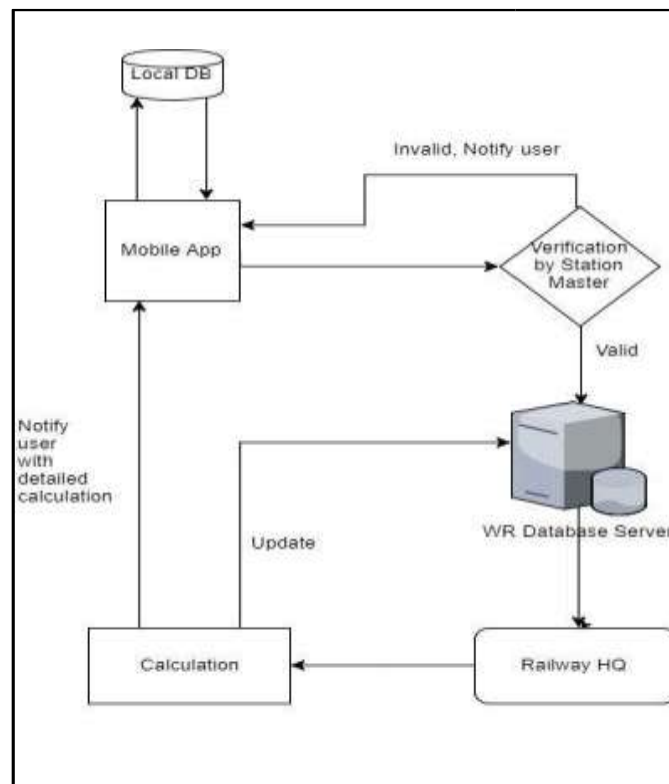 Local DB
Invalid, Notify user
Mobile App
Verification
by Station
Master
Valid
Notify
user
with
detailed
calculation
WR Database Server
Update
Calculation
Railway HQ